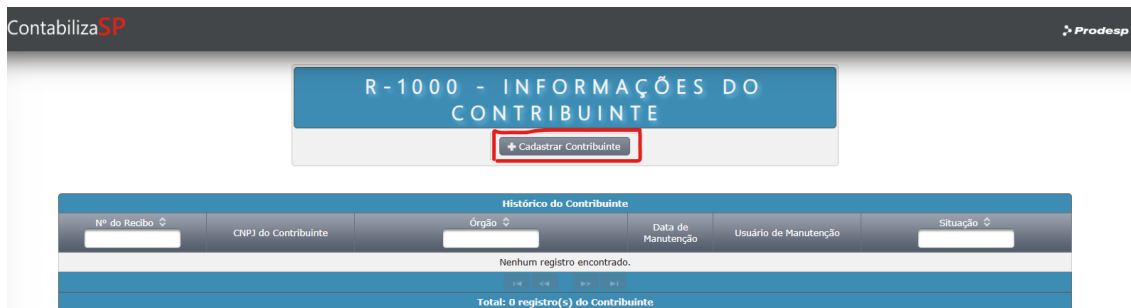 ContabilizaSP
Prodesp
R-1000 - INFORMAÇÕES DO
CONTRIBUINTE
Cadastrar Contribuinte
Histórico do Contribuinte
Nº do Recibo
CNPJ do Contribuinte
Órgão
Data de
Manutenção
Usuário de Manutenção
Situação
Nenhum registro encontrado.
Total: 0 registro(s) do Contribuinte